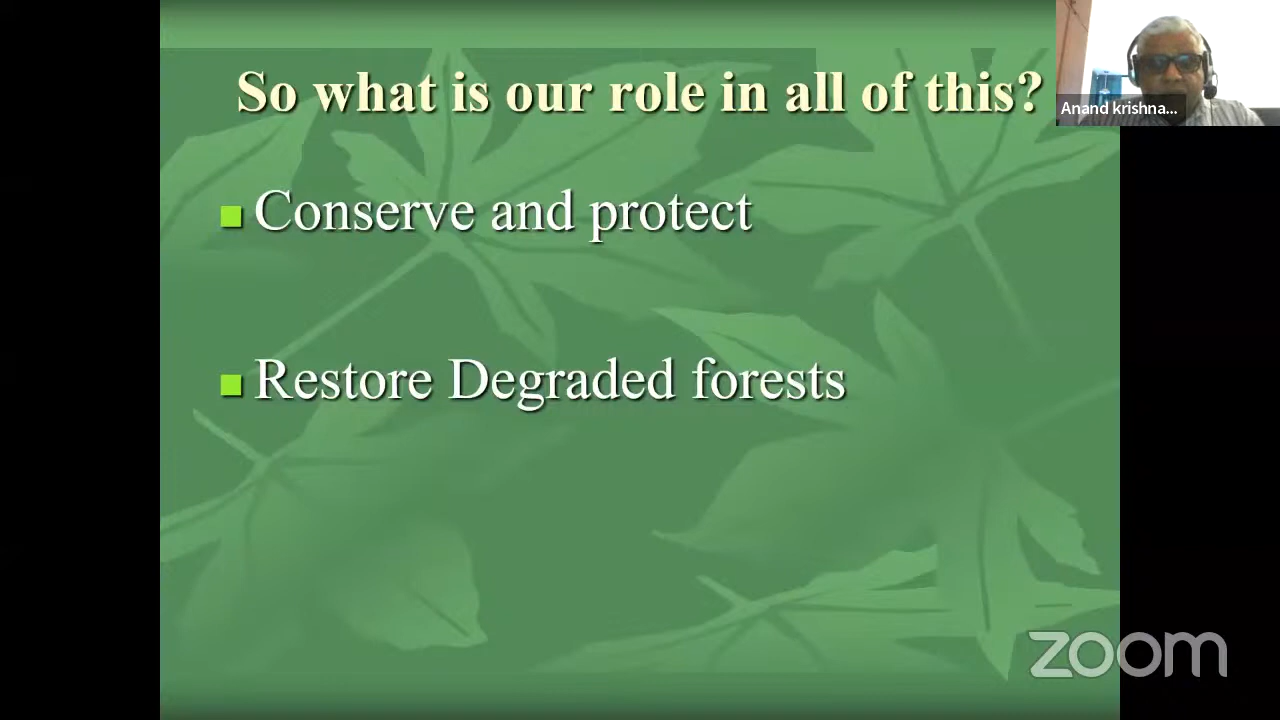 So what is our role in all of this?
Anand krishna...
Conserve and protect
Restore Degraded forests
zoom